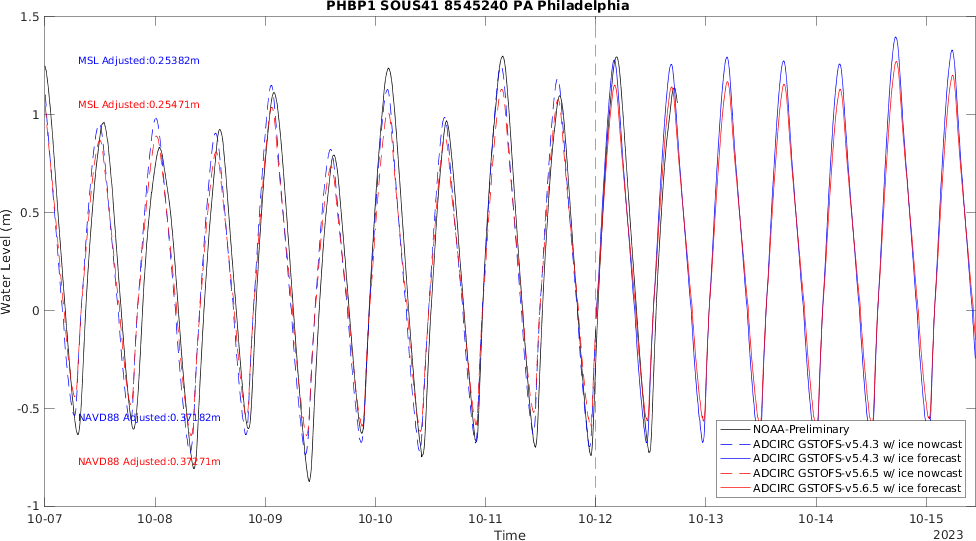 PHBP1 SOUS41 8545240 PA Philadelphia
1.5
MSL Adjusted:0.25382m
MSL Adjusted:0.25471m
1
0.5
Water Level (m)
0
-0.5
NAVD88 Adjusted:0.37182m
NAVD88 Adjusted:0.37271m
-1
NOAA-Preliminary
ADCIRC GSTOFS-v5.4.3 w/ ice nowcast
ADCIRC GSTOFS-v5.4.3 w/ ice forecast
ADCIRC GSTOFS-v5.6.5 w/ ice nowcast
ADCIRC GSTOFS-v5.6.5 w/ ice forecast
10-07 10-08 10-09 10-10 10-11 10-12 10-13 10-14 10-15
Time
2023